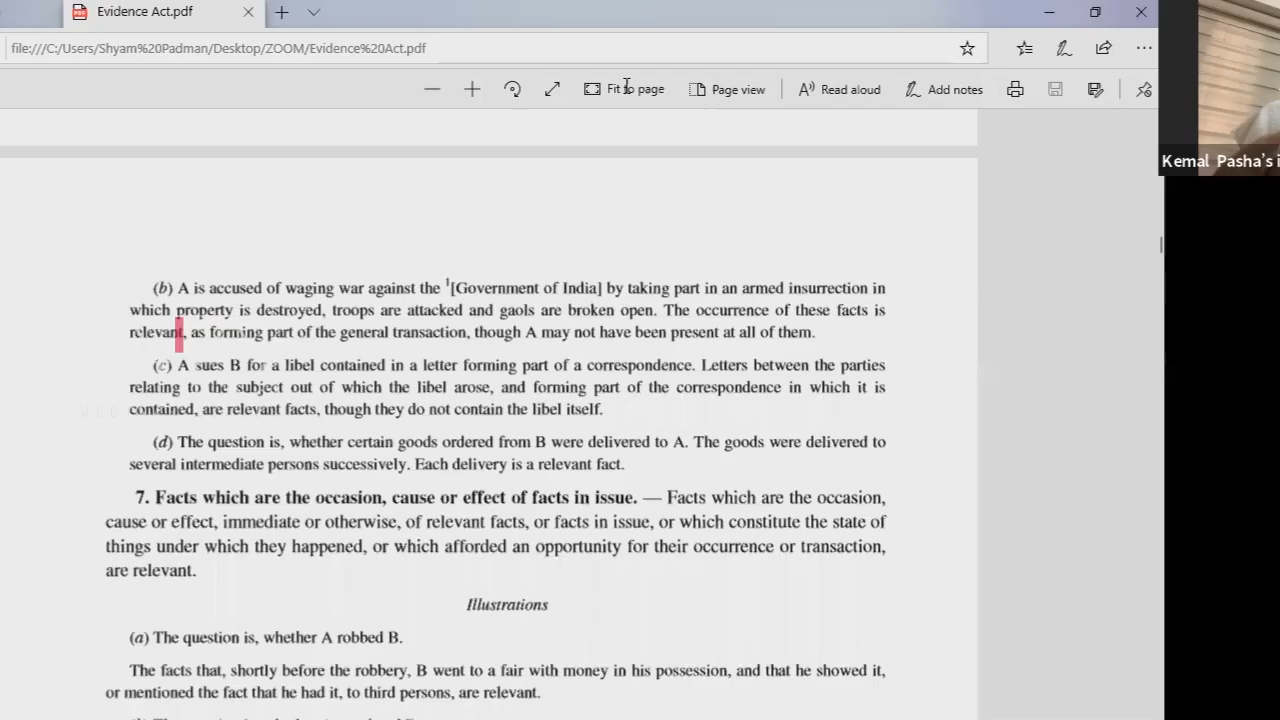 Evidence Act.pdf
file:///C:/Users/Shyam%20Padman/Desktop/ZOOM/Evidence%20Act.pdf
Fit to page Page view Read aloud Add notes
Kemal Pasha's i
(b) A is accused of waging war against the 1[Government of India] by taking part in an armed insurrection in
which property is destroyed, troops are attacked and gaols are broken open. The occurrence of these facts is
relevant, as forming part of the general transaction, though A may not have been present at all of them.
(c) A sues B for a libel contained in a letter forming part of a correspondence. Letters between the parties
relating to the subject out of which the libel arose, and forming part of the correspondence in which it is
contained, are relevant facts, though they do not contain the libel itself.
(d) The question is, whether certain goods ordered from B were delivered to A. The goods were delivered to
several intermediate persons successively. Each delivery is a relevant fact.
7. Facts which are the occasion, cause or effect of facts in issue. — Facts which are the occasion,
cause or effect, immediate or otherwise, of relevant facts, or facts in issue, or which constitute the state of
things under which they happened, or which afforded an opportunity for their occurrence or transaction,
are relevant.
Illustrations
(a) The question is, whether A robbed B.
The facts that, shortly before the robbery, B went to a fair with money in his possession, and that he showed it,
or mentioned the fact that he had it, to third persons, are relevant.